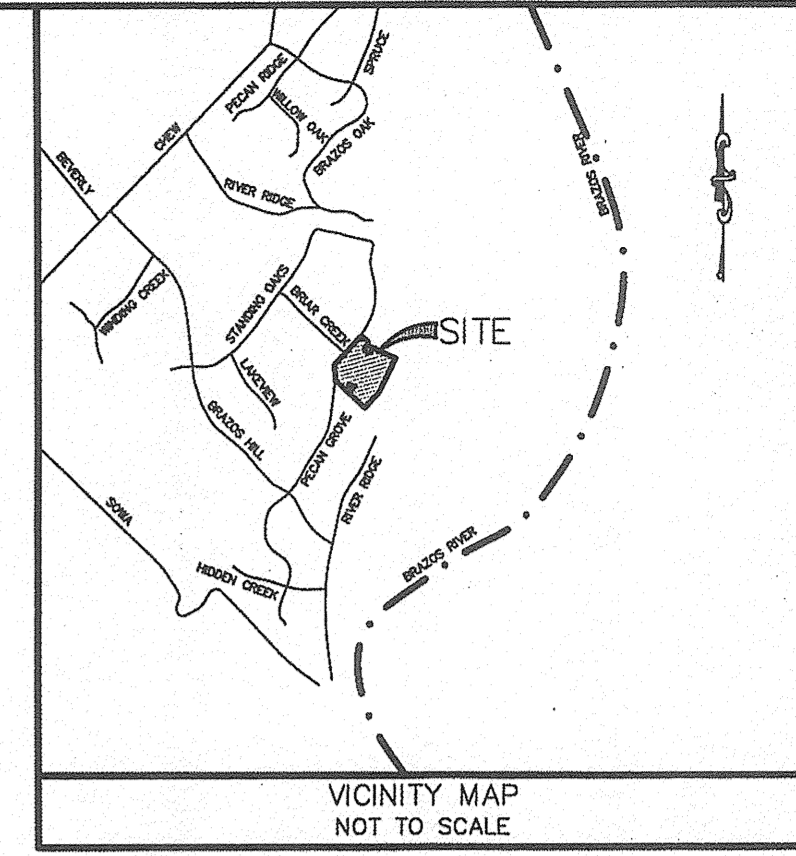 SPRUCE
PECAN RIDGE
WILLOW OAK
CHEW
BRAZOS OAK
BEVERLY
RIVER RIDGE
BRAZOS RIVER
STANDING OAKS
WINDING CREEK
BRIAR CREEK
SITE
LAKEVIEW
BRAZOS HILL
PECAN GROVE
RIVER RIDGE
SOWA
BRAZOS RIVER
HIDDEN CREEK
VICINITY MAP
NOT TO SCALE